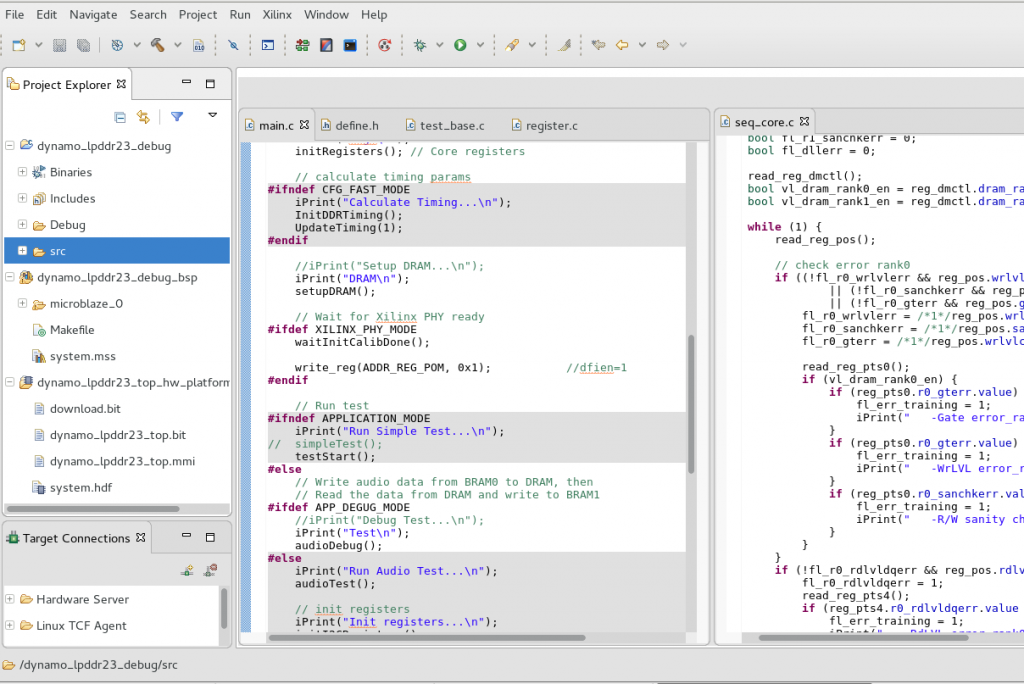 File Edit Navigate Search Project Run Xilinx Window Help
Project Explorer
dynamo_lpddr23_debug
Binaries
Includes
Debug
src
dynamo_lpddr23_debug_bsp
microblaze_0
Makefile
system.mss
dynamo_lpddr23_top_hw_platform
download.bit
dynamo_lpddr23_top.bit
dynamo_lpddr23_top.mmi
system.hdf
Target Connections
Hardware Server
Linux TCF Agent
/dynamo_lpddr23_debug/src
main.c define.h test_base.c register.c
initRegisters(); // Core registers
// calculate timing params
#ifndef CFG_FAST_MODE
iPrint("Calculate Timing...\n");
InitDDRTiming();
UpdateTiming(1);
#endif
//iPrint("Setup DRAM...\n");
iPrint("DRAM\n");
setupDRAM();
// Wait for Xilinx PHY ready
#ifdef XILINX_PHY_MODE
waitInitCalibDone();
write_reg(ADDR_REG_POM, 0x1); //dfien=1
#endif
// Run test
#ifndef APPLICATION_MODE
iPrint("Run Simple Test...\n");
// simpleTest();
testStart();
#else
// Write audio data from BRAM0 to DRAM, then
// Read the data from DRAM and write to BRAM1
#ifdef APP_DEGUG_MODE
//iPrint("Debug Test...\n");
iPrint("Test\n");
audioDebug();
#else
iPrint("Run Audio Test...\n");
audioTest();
// init registers
iPrint("Init registers...\n");
seq_core.c
bool fl_r1_sanchkerr = 0;
bool fl_dllerr = 0;
read_reg_dmctl();
bool vl_dram_rank0_en = reg_dmctl.dram_ra
bool vl_dram_rank1_en = reg_dmctl.dram_ra
while (1) {
read_reg_pos();
// check error rank0
if ((!fl_r0_wrlvlerr && reg_pos.wrlvl
|| (!fl_r0_sanchkerr && reg_p
|| (!fl_r0_gterr && reg_pos.g
fl_r0_wrlvlerr = /*1*/reg_pos.wrl
fl_r0_sanchkerr = /*1*/reg_pos.sa
fl_r0_gterr = /*1*/reg_pos.wrlvlc
read_reg_pts0();
if (vl_dram_rank0_en) {
if (reg_pts0.r0_gterr.value)
fl_err_training = 1;
iPrint(" -Gate error_ra
}
if (reg_pts0.r0_gterr.value)
fl_err_training = 1;
iPrint(" -WrLVL error_r
}
if (reg_pts0.r0_sanchkerr.val
fl_err_training = 1;
iPrint(" -R/W sanity ch
}
}
}
if (!fl_r0_rdlvldqerr && reg_pos.rdlv
fl_r0_rdlvldqerr = 1;
read_reg_pts4();
if (reg_pts4.r0_rdlvldqerr.value
fl_err_training = 1;